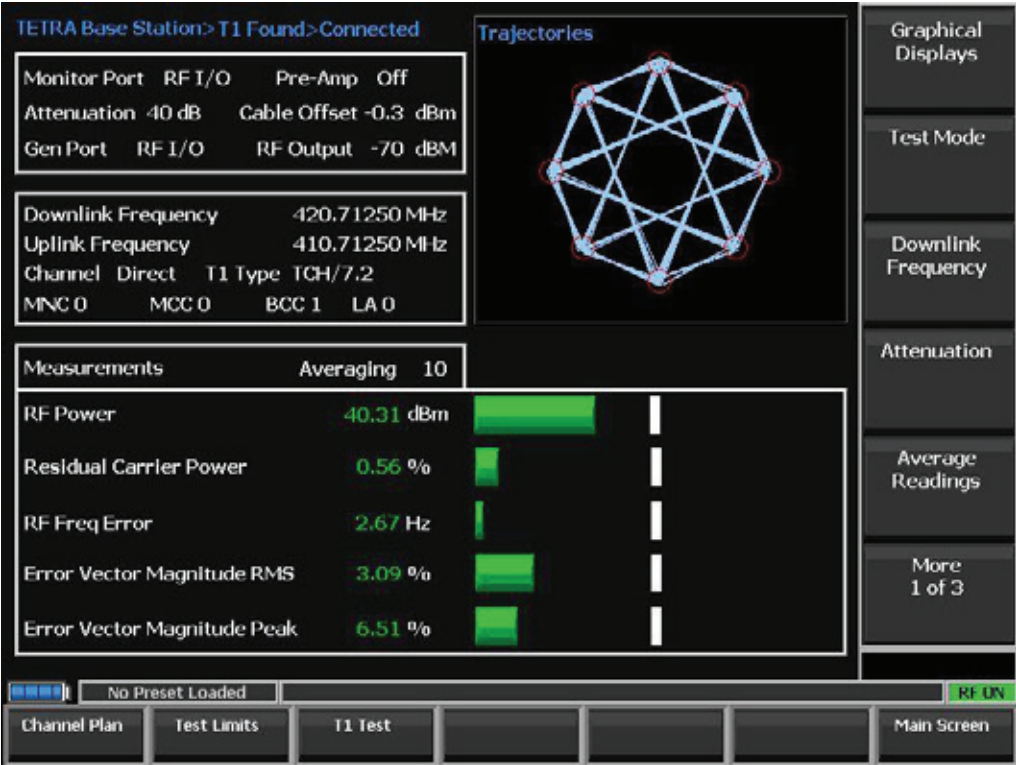 TETRA Base Station>T1 Found>Connected
Monitor Port RF I/O Pre-Amp Off
Attenuation 40 dB Cable Offset -0.3 dBm
Gen Port RF I/O RF Output -70 dBM
Downlink Frequency 420.71250 MHz
Uplink Frequency 410.71250 MHz
Channel Direct T1 Type TCH/7.2
MNC 0 MCC 0 BCC 1 LA 0
Trajectories
Measurements Averaging 10
RF Power 40.31 dBm
Residual Carrier Power 0.56 %
RF Freq Error 2.67 Hz
Error Vector Magnitude RMS 3.09 %
Error Vector Magnitude Peak 6.51 %
Graphical
Displays
Test Mode
Downlink
Frequency
Attenuation
Average
Readings
More
1 of 3
No Preset Loaded
RF ON
Channel Plan
Test Limits
T1 Test
Main Screen